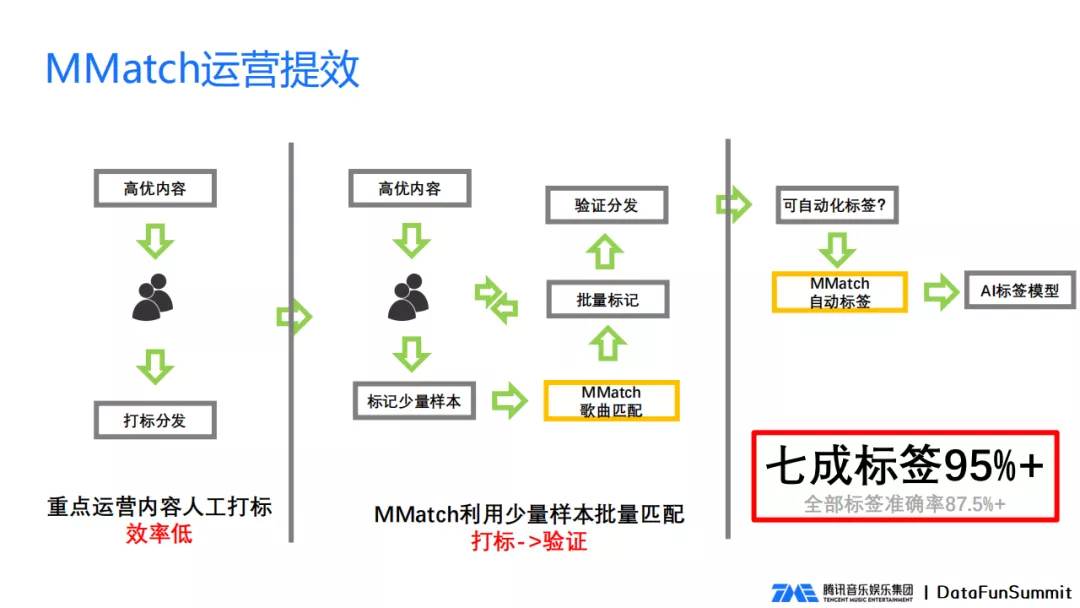 MMatch运营提效
高优内容
打标分发
重点运营内容人工打标
效率低
高优内容
标记少量样本
MMatch
歌曲匹配
批量标记
验证分发
MMatch利用少量样本批量匹配
打标->验证
可自动化标签?
MMatch
自动标签
AI标签模型
七成标签95%+
全部标签准确率87.5%+
TME 腾讯音乐娱乐集团
TENCENT MUSIC ENTERTAINMENT
| DataFunSummit